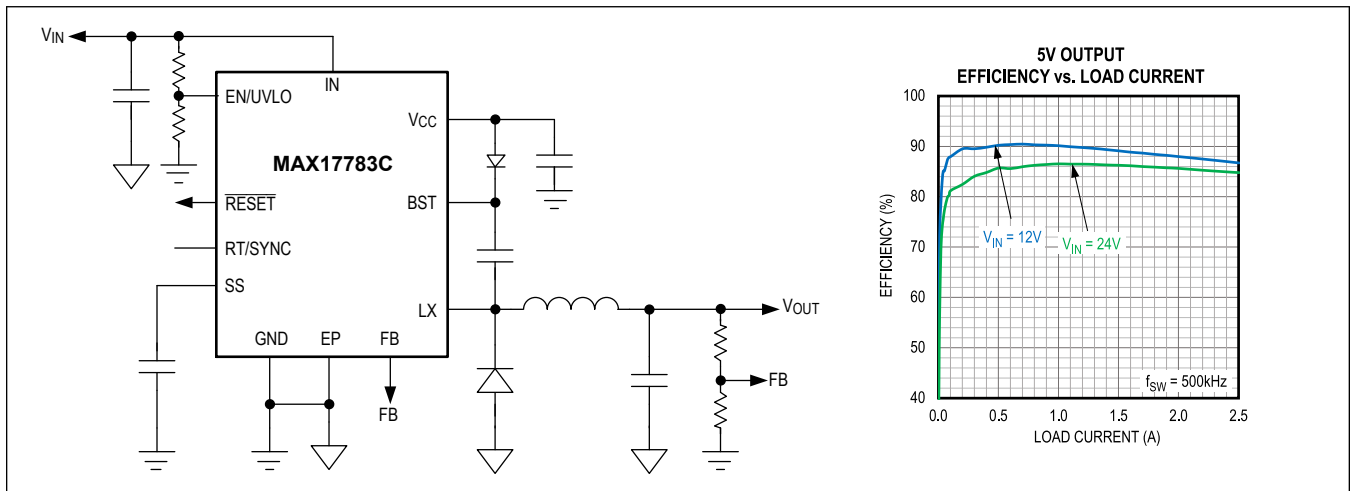 VIN
IN
EN/UVLO
VCC
MAX17783C
RESET
BST
RT/SYNC
SS
LX
VOUT
GND
EP
FB
FB
FB
5V OUTPUT
EFFICIENCY vs. LOAD CURRENT
100
90
80
70
60
50
40
EFFICIENCY (%)
VIN = 12V
VIN = 24V
fSW = 500kHz
0.0
0.5
1.0
1.5
2.0
2.5
LOAD CURRENT (A)